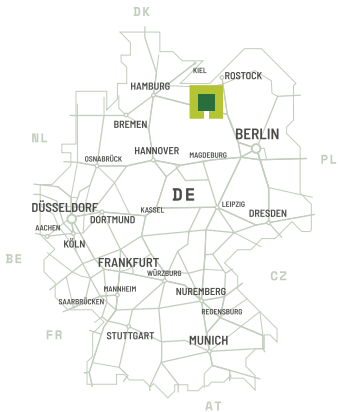 DK
KIEL
ROSTOCK
HAMBURG
BREMEN
BERLIN
NL
HANNOVER
OSNABRÜCK
MAGDEBURG
PL
DE
DÜSSELDORF
LEIPZIG
KASSEL
DRESDEN
DORTMUND
AACHEN
KÖLN
BE
FRANKFURT
WÜRZBURG
CZ
MANNHEIM
NUREMBERG
SAARBRÜCKEN
REGENSBURG
FR
STUTTGART
MUNICH
AT